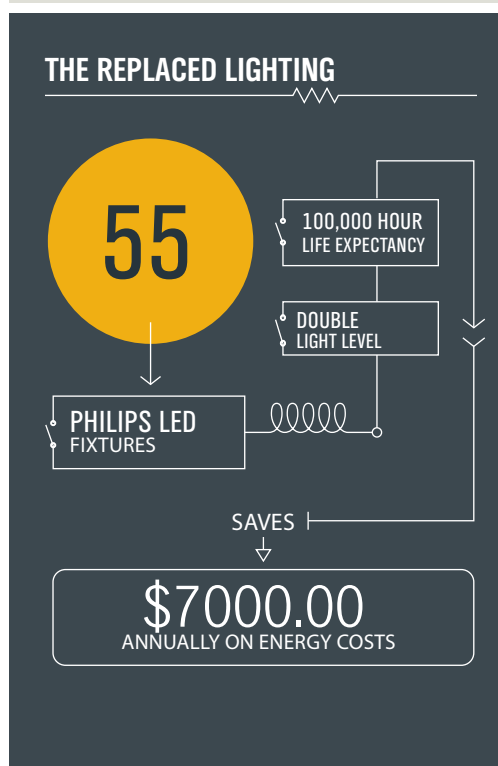 THE REPLACED LIGHTING
55
PHILIPS LED
FIXTURES
DOUBLE
LIGHT LEVEL
100,000 HOUR
LIFE EXPECTANCY
SAVES
$7000.00
ANNUALLY ON ENERGY COSTS